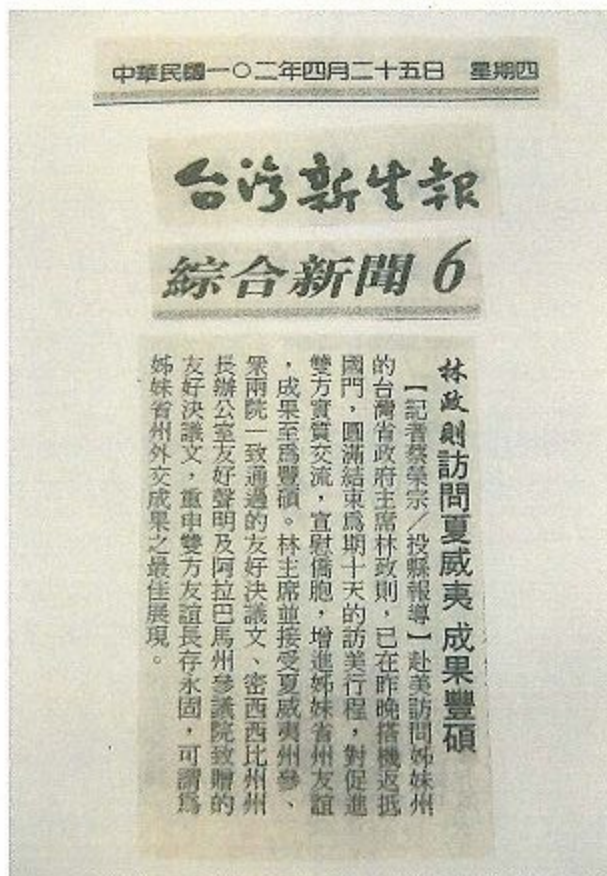 中華民國一〇二年四月二十五日 星期四
台灣新生報
綜合新聞 6
林政則訪問夏威夷 成果豐碩
【記者蔡榮宗／投縣報導】赴美訪問姊妹州
的台灣省政府主席林政則，已在昨晚搭機返抵
國門，圓滿結束為期十天的訪美行程，對促進
雙方實質交流，宣慰僑胞，增進姊妹省州友誼
，成果至為豐碩。林主席並接受夏威夷州參、
眾兩院一致通過的友好決議文、密西西比州州
長辦公室友好聲明及阿拉巴馬州參議院致贈的
友好決議文，重申雙方友誼長存永固，可謂為
姊妹省州外交成果之最佳展現。